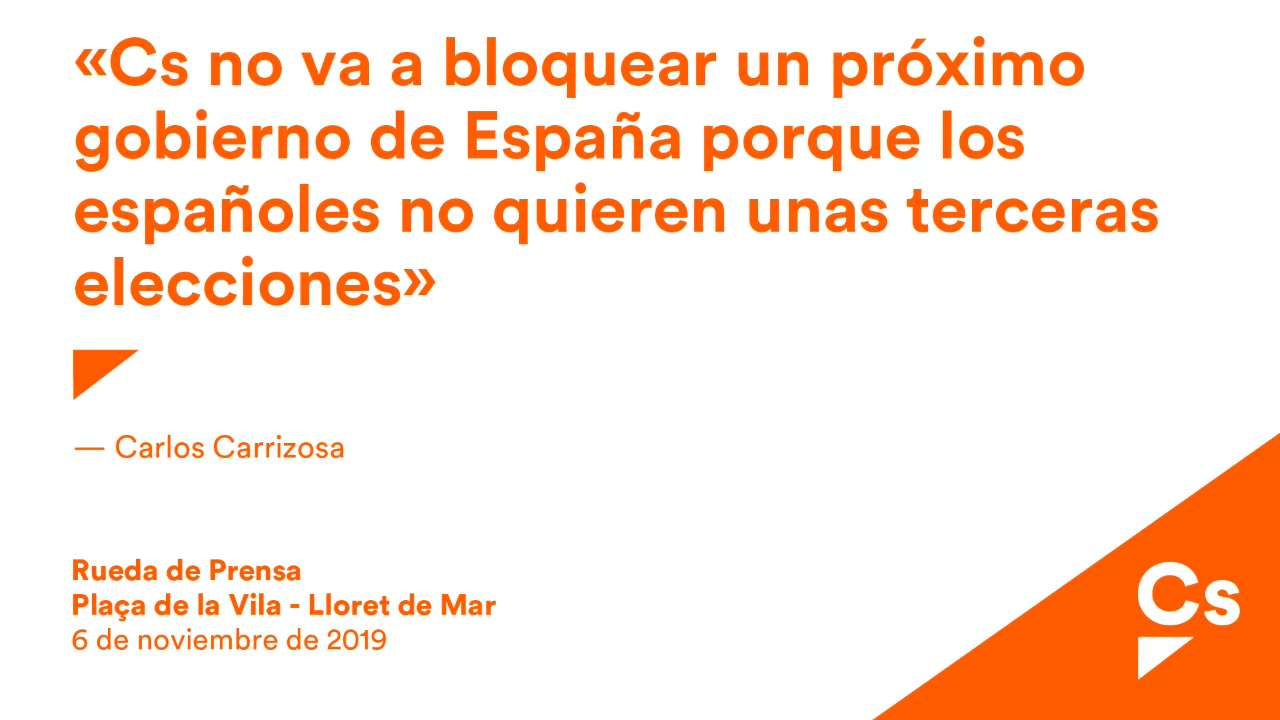 «Cs no va a bloquear un próximo
gobierno de España porque los
españoles no quieren unas terceras
elecciones»
— Carlos Carrizosa
Rueda de Prensa
Plaça de la Vila - Lloret de Mar
6 de noviembre de 2019
Cs